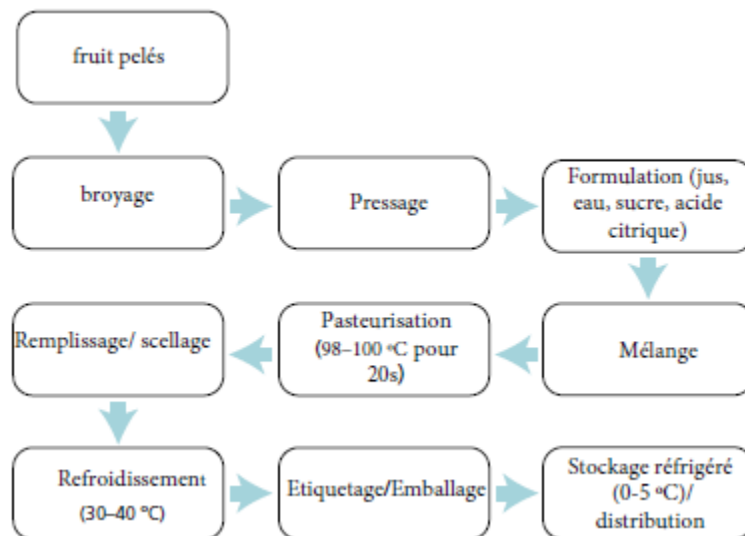 fruit pelés
broyage
Pressage
Formulation (jus,
eau, sucre, acide
citrique)
Mélange
Pasteurisation
(98–100 °C pour
20s)
Remplissage/ scellage
Refroidissement
(30–40 °C)
Etiquetage/Emballage
Stockage réfrigéré
(0-5 °C)/
distribution